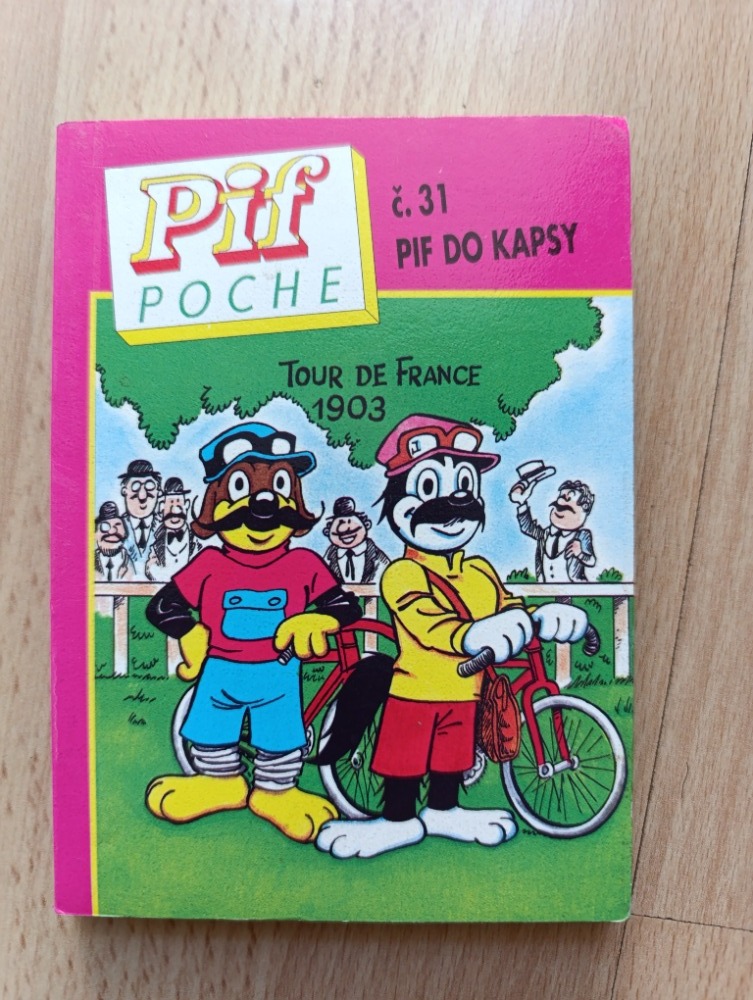 Pif
POCHE
č. 31
PIF DO KAPSY
TOUR DE FRANCE
1903